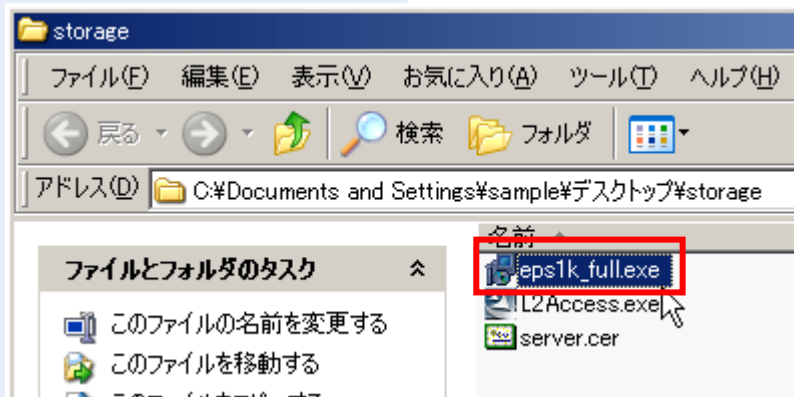 storage
ファイル(F) 編集(E) 表示(V) お気に入り(A) ツール(T) ヘルプ(H)
戻る 検索 フォルダ
アドレス(D) C:¥Documents and Settings¥sample¥デスクトップ¥storage
名前
ファイルとフォルダのタスク
eps1k_full.exe
このファイルの名前を変更する
L2Access.exe
server.cer
このファイルを移動する